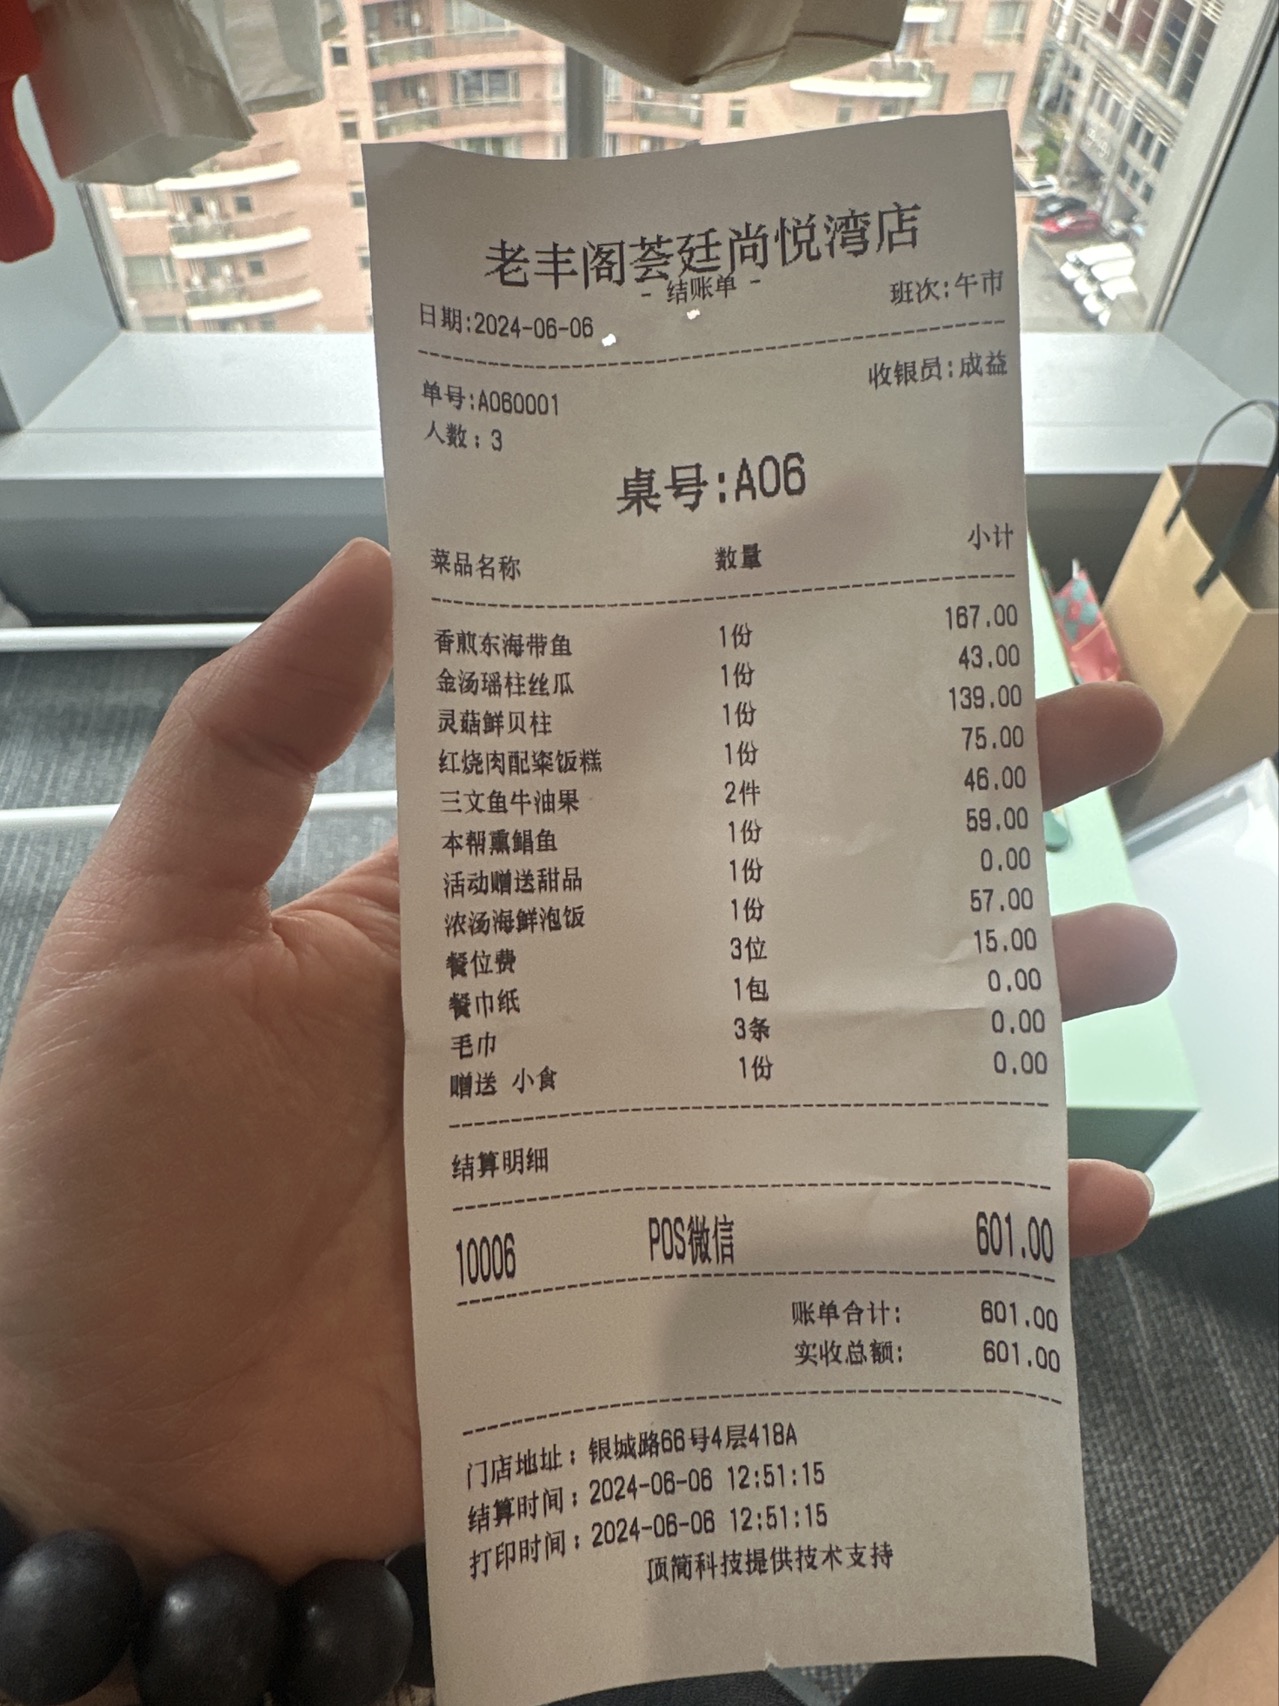 老丰阁荟廷尚悦湾店
- 结账单 -
日期:2024-06-06 班次:午市
单号:A060001 收银员:成益
人数: 3
桌号:A06
菜品名称 数量 小计
香煎东海带鱼 1份 167.00
金汤瑶柱丝瓜 1份 43.00
灵菇鲜贝柱 1份 139.00
红烧肉配粢饭糕 1份 75.00
三文鱼牛油果 2件 46.00
本帮熏鲳鱼 1份 59.00
活动赠送甜品 1份 0.00
浓汤海鲜泡饭 1份 57.00
餐位费 3位 15.00
餐巾纸 1包 0.00
毛巾 3条 0.00
赠送 小食 1份 0.00
结算明细
10006 POS微信 601.00
账单合计: 601.00
实收总额: 601.00
门店地址: 银城路66号4层418A
结算时间: 2024-06-06 12:51:15
打印时间: 2024-06-06 12:51:15
顶简科技提供技术支持